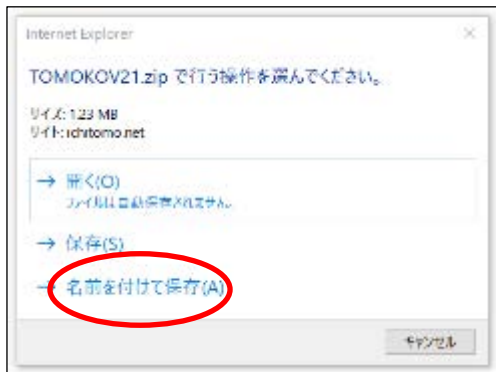 Internet Explorer
TOMOKOV21.zip で行う操作を選んでください。
サイズ: 1.23 MB
サイト: ichitomo.net
→ 開く(O)
ファイルは自動保存されません。
→ 保存(S)
→ 名前を付けて保存(A)
キャンセル